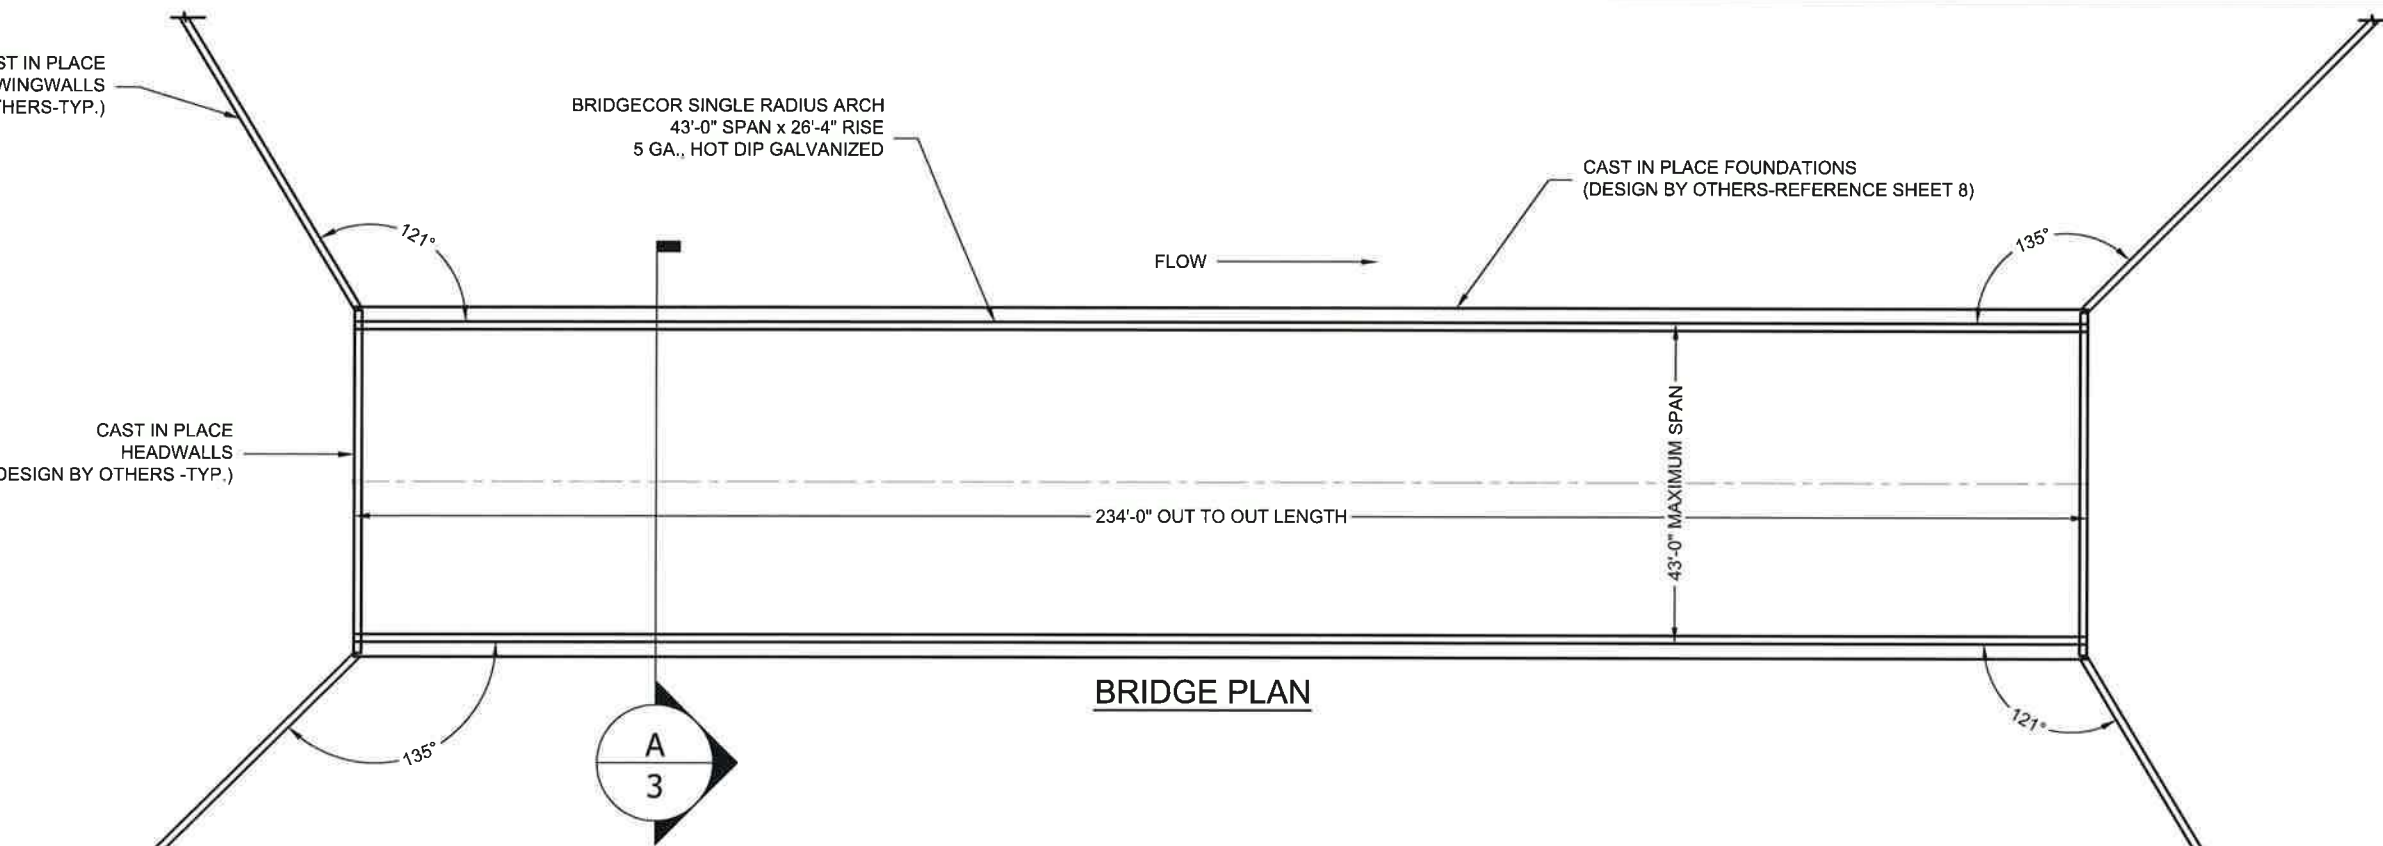 ST IN PLACE
WINGWALLS
THERS-TYP.)
BRIDGECOR SINGLE RADIUS ARCH
43'-0" SPAN x 26'-4" RISE
5 GA., HOT DIP GALVANIZED
CAST IN PLACE FOUNDATIONS
(DESIGN BY OTHERS-REFERENCE SHEET 8)
121°
FLOW
135°
CAST IN PLACE
HEADWALLS
DESIGN BY OTHERS -TYP.)
43'-0" MAXIMUM SPAN
234'-0" OUT TO OUT LENGTH
BRIDGE PLAN
135°
121°
A
3